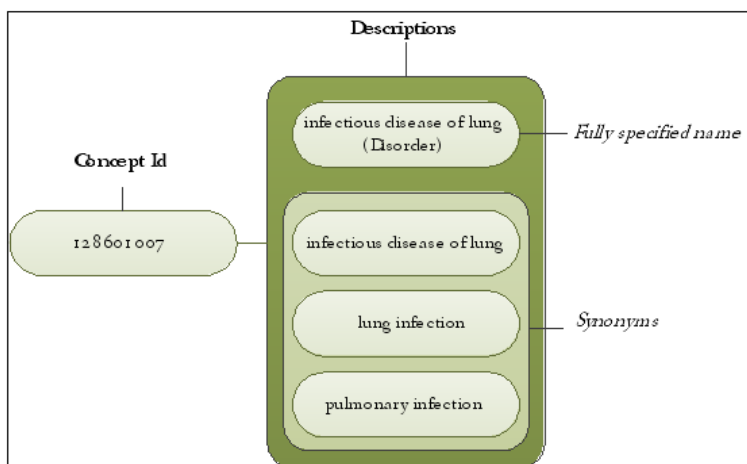 Descriptions
infectious disease of lung
(Disorder)
Fully specified name
Concept Id
128601007
infectious disease of lung
lung infection
Synonyms
pulmonary infection